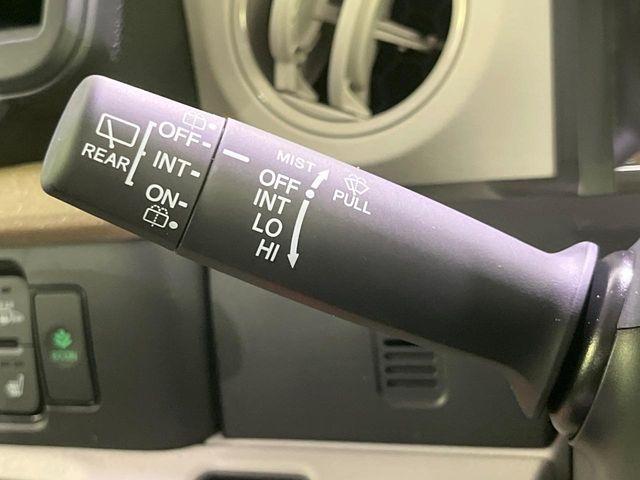 REAR
OFF
INT
ON
MIST
OFF
INT
LO
HI
PULL
ECON